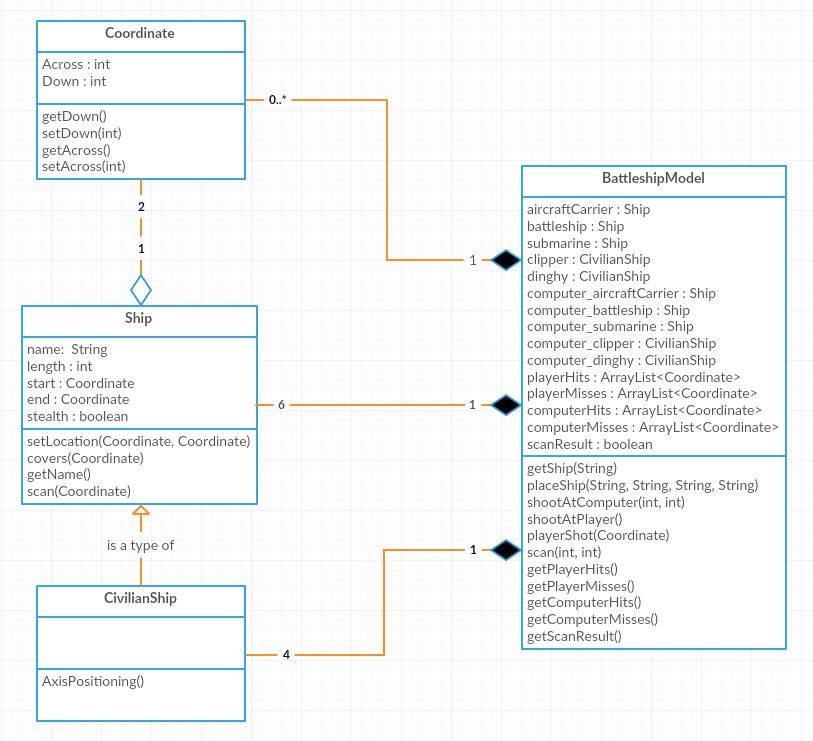 Coordinate
Across : int
Down : int
getDown()
setDown(int)
getAcross()
setAcross(int)
0..*
2
1
Ship
name:  String
length : int
start : Coordinate
end : Coordinate
stealth : boolean
setLocation(Coordinate, Coordinate)
covers(Coordinate)
getName()
scan(Coordinate)
is a type of
CivilianShip
AxisPositioning()
1
6
1
1
4
BattleshipModel
aircraftCarrier : Ship
battleship : Ship
submarine : Ship
clipper : CivilianShip
dinghy : CivilianShip
computer_aircraftCarrier : Ship
computer_battleship : Ship
computer_submarine : Ship
computer_clipper : CivilianShip
computer_dinghy : CivilianShip
playerHits : ArrayList<Coordinate>
playerMisses : ArrayList<Coordinate>
computerHits : ArrayList<Coordinate>
computerMisses : ArrayList<Coordinate>
scanResult : boolean
getShip(String)
placeShip(String, String, String, String)
shootAtComputer(int, int)
shootAtPlayer()
playerShot(Coordinate)
scan(int, int)
getPlayerHits()
getPlayerMisses()
getComputerHits()
getComputerMisses()
getScanResult()